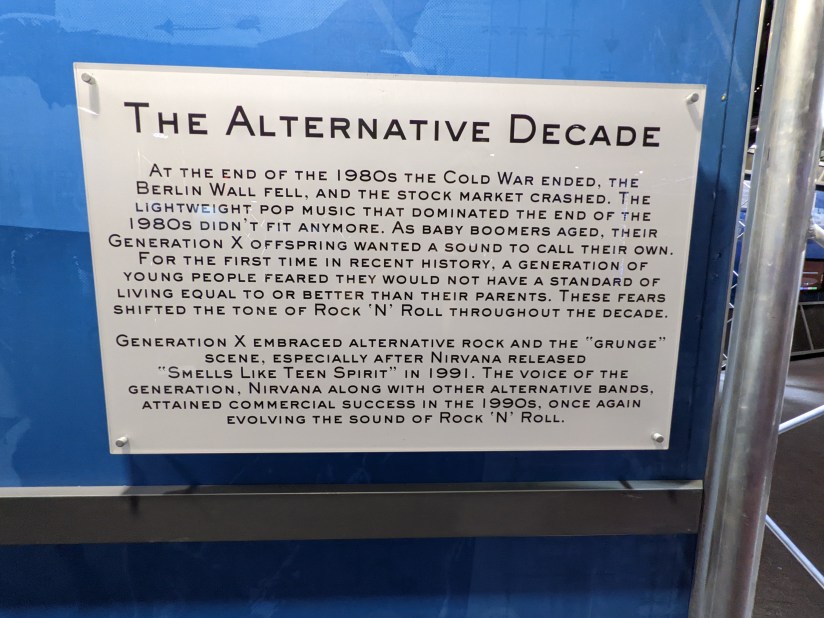 THE ALTERNATIVE DECADE
AT THE END OF THE 1980S THE COLD WAR ENDED, THE
BERLIN WALL FELL, AND THE STOCK MARKET CRASHED. THE
LIGHTWEIGHT POP MUSIC THAT DOMINATED THE END OF THE
1980S DIDN'T FIT ANYMORE. AS BABY BOOMERS AGED, THEIR
GENERATION X OFFSPRING WANTED A SOUND TO CALL THEIR OWN.
FOR THE FIRST TIME IN RECENT HISTORY, A GENERATION OF
YOUNG PEOPLE FEARED THEY WOULD NOT HAVE A STANDARD OF
LIVING EQUAL TO OR BETTER THAN THEIR PARENTS. THESE FEARS
SHIFTED THE TONE OF ROCK 'N' ROLL THROUGHOUT THE DECADE.
GENERATION X EMBRACED ALTERNATIVE ROCK AND THE "GRUNGE"
SCENE, ESPECIALLY AFTER NIRVANA RELEASED
"SMELLS LIKE TEEN SPIRIT" IN 1991. THE VOICE OF THE
GENERATION, NIRVANA ALONG WITH OTHER ALTERNATIVE BANDS,
ATTAINED COMMERCIAL SUCCESS IN THE 1990S, ONCE AGAIN
EVOLVING THE SOUND OF ROCK 'N' ROLL.